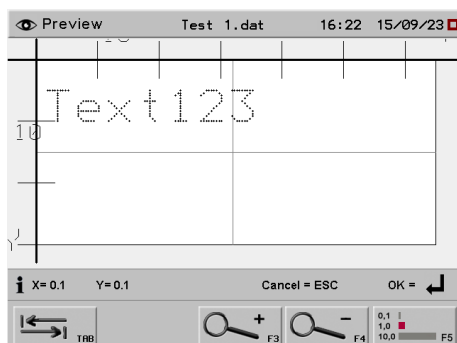 Preview Test 1.dat 16:22 15/09/23
10
Text123
10
Y
i X= 0.1 Y= 0.1 Cancel = ESC OK =
TAB + F3 - F4 0,1 1,0 10,0 F5